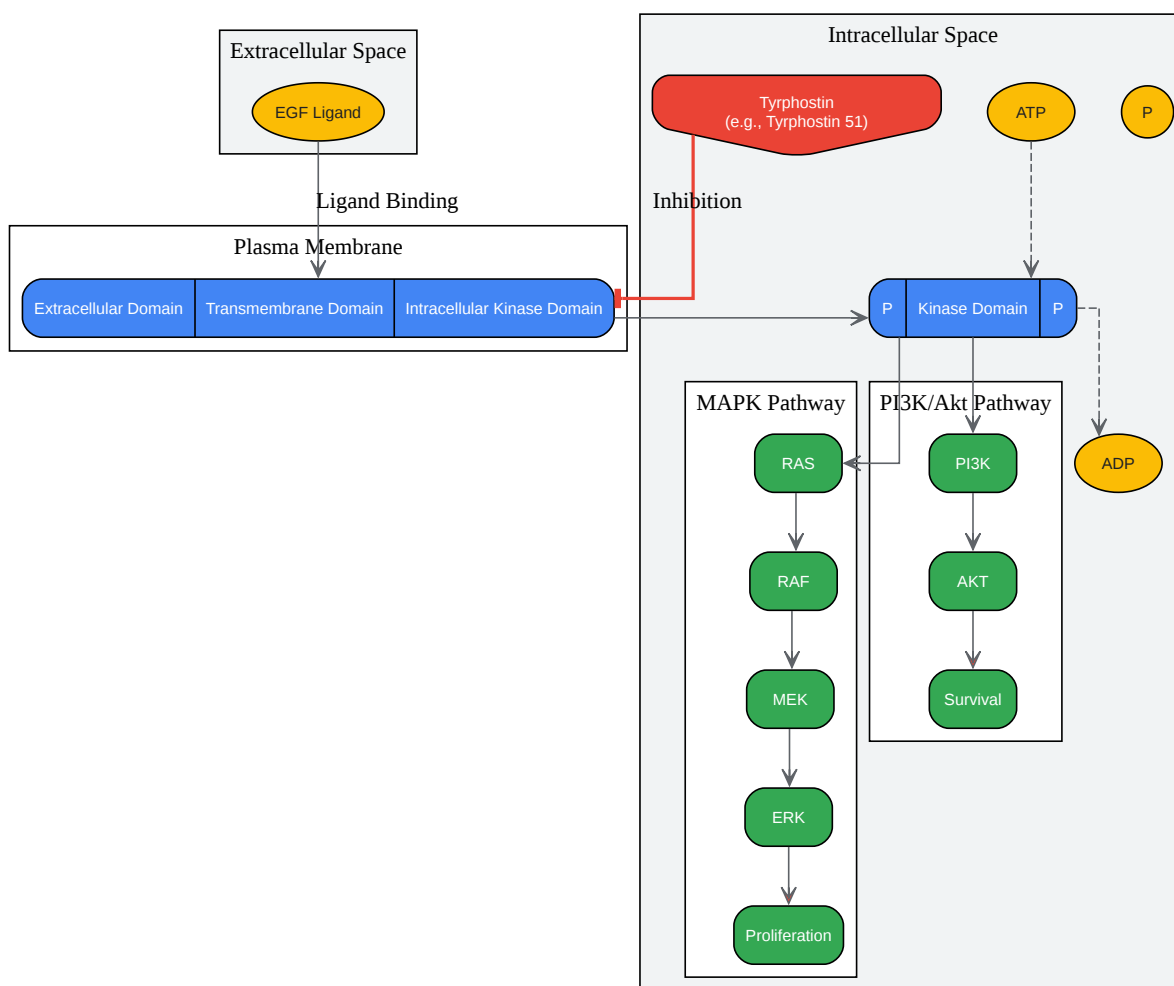 Extracellular Space
EGF Ligand
Ligand Binding
Plasma Membrane
Extracellular Domain
Transmembrane Domain
Intracellular Kinase Domain
Intracellular Space
Tyrphostin
(e.g., Tyrphostin 51)
ATP
P
Inhibition
P
Kinase Domain
P
MAPK Pathway
RAS
RAF
MEK
ERK
Proliferation
PI3K/Akt Pathway
PI3K
AKT
Survival
ADP